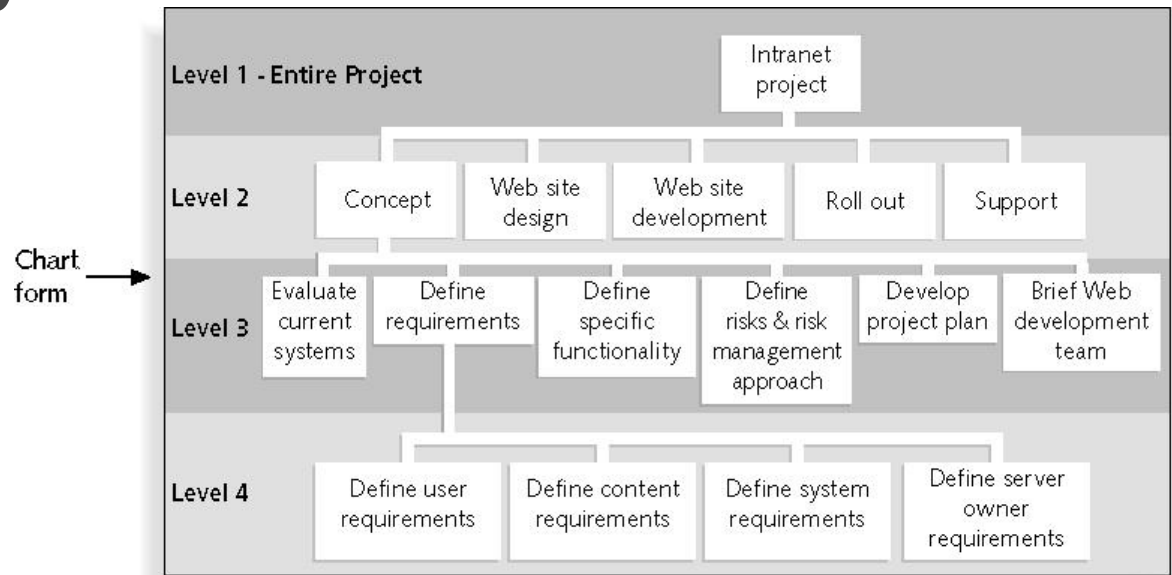 Level 1 - Entire Project
Intranet
project
Level 2
Concept
Web site
design
Web site
development
Roll out
Support
Chart
form
Level 3
Evaluate
current
systems
Define
requirements
Define
specific
functionality
Define
risks & risk
management
approach
Develop
project plan
Brief Web
development
team
Level 4
Define user
requirements
Define content
requirements
Define system
requirements
Define server
owner
requirements